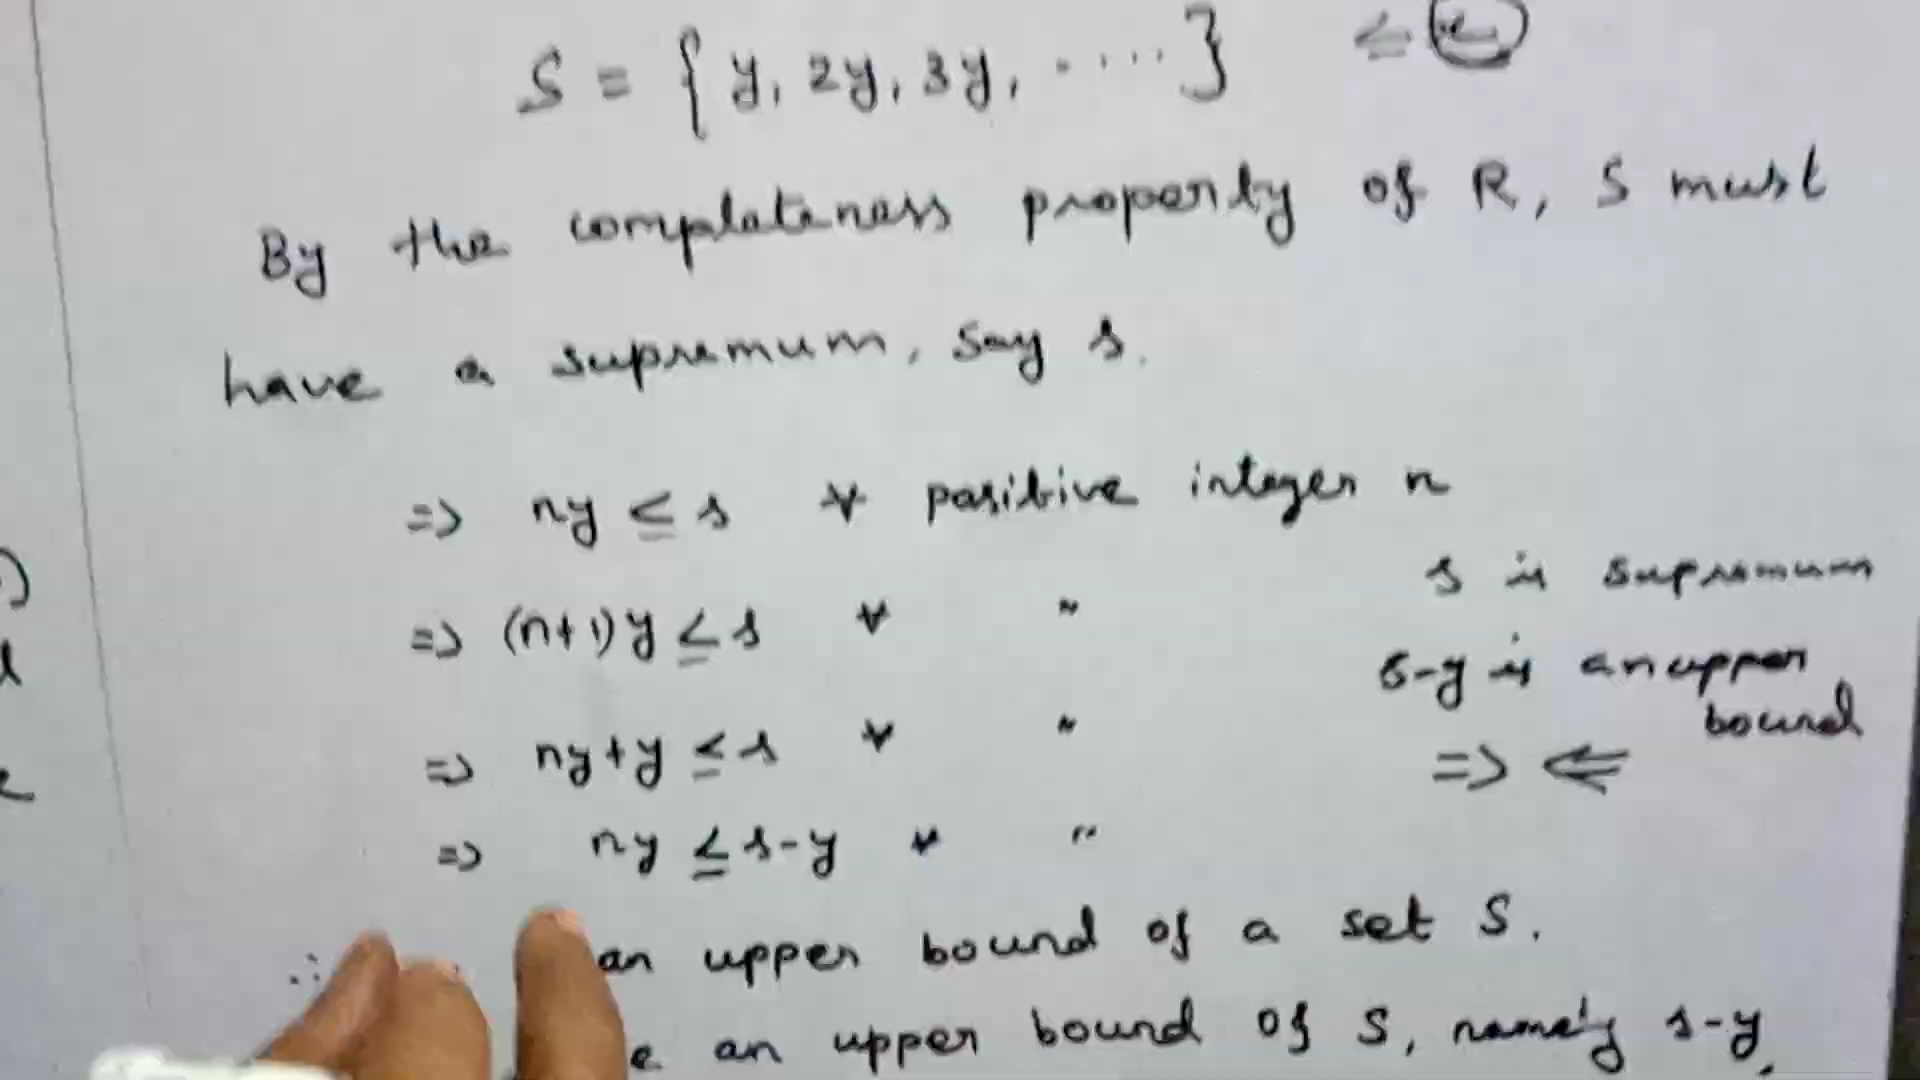 S = { y, 2y, 3y, ..... }
By the completeness property of R, S must
have a supremum, say s.
=> ny ≤ s ∀ positive integer n
=> (n+1)y ≤ s ∀ "
s is supremum
=> ny+y ≤ s ∀ "
s-y is an upper
bound
=> <=
=> ny ≤ s-y ∀ "
∴ an upper bound of a set S.
an upper bound of S, namely s-y.